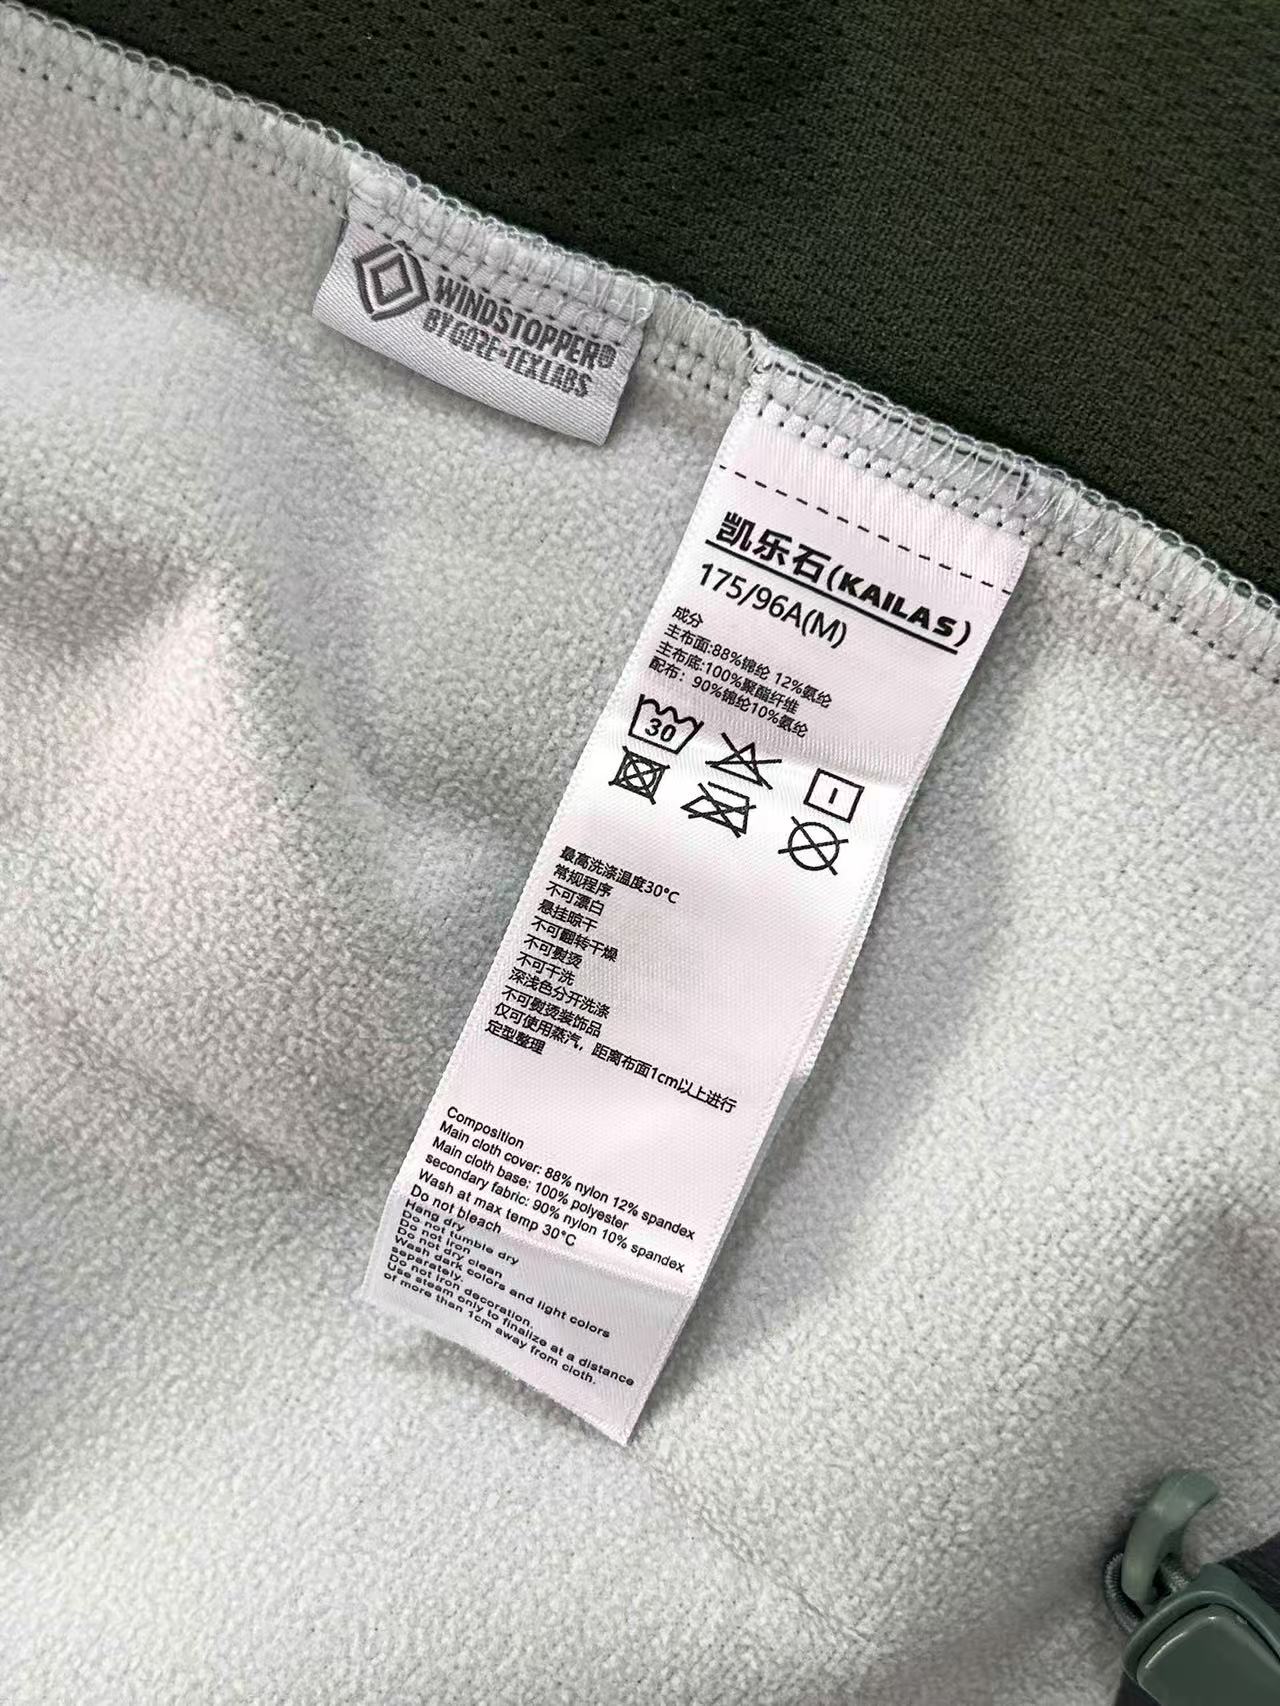 WINDSTOPPER®
BY GORE-TEX LABS
凯乐石(KAILAS)
175/96A(M)
成分
主布面:88%锦纶 12%氨纶
主布底:100%聚酯纤维
配布: 90%锦纶10%氨纶
30
最高洗涤温度30°C
常规程序
不可漂白
悬挂晾干
不可翻转干燥
不可熨烫
不可干洗
深浅色分开洗涤
不可熨烫装饰品
仅可使用蒸汽，距离布面1cm以上进行
定型整理
Composition
Main cloth cover: 88% nylon 12% spandex
Main cloth base: 100% polyester
secondary fabric: 90% nylon 10% spandex
Wash at max temp 30°C
Do not bleach
Hang dry
Do not tumble dry
Do not iron
Do not dry clean
Wash dark colors and light colors
separately.
Do not iron decoration.
Use steam only to finalize at a distance
of more than 1cm away from cloth.